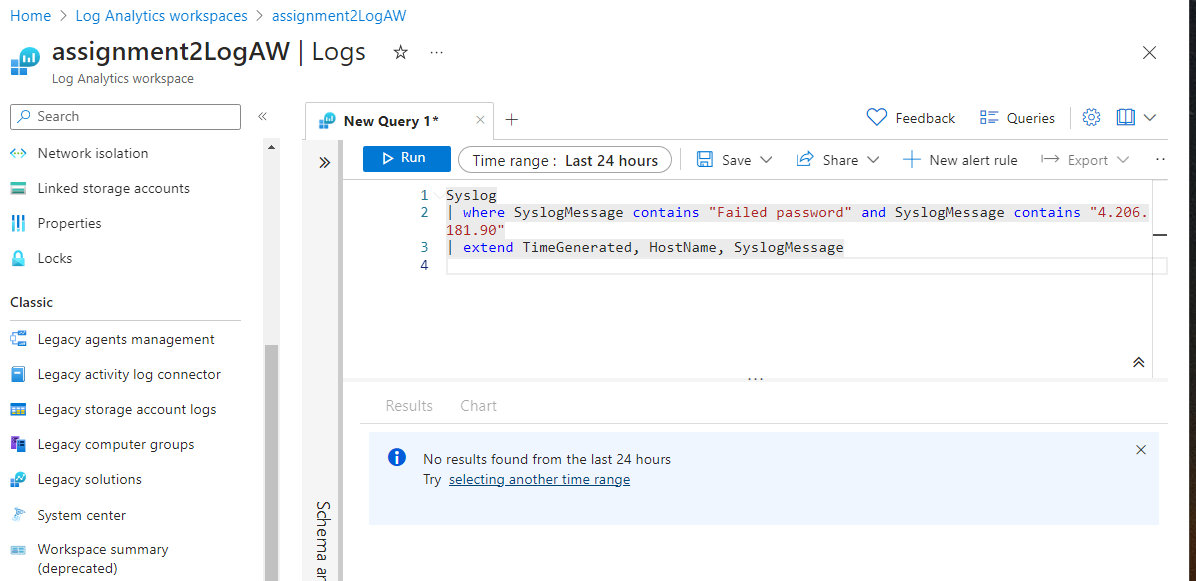 Home > Log Analytics workspaces > assignment2LogAW
assignment2LogAW | Logs
Log Analytics workspace
Search
Network isolation
Linked storage accounts
Properties
Locks
Classic
Legacy agents management
Legacy activity log connector
Legacy storage account logs
Legacy computer groups
Legacy solutions
System center
Workspace summary
(deprecated)
New Query 1*
Feedback
Queries
Run
Time range : Last 24 hours
Save
Share
New alert rule
Export
1 Syslog
2 | where SyslogMessage contains "Failed password" and SyslogMessage contains "4.206.
181.90"
3 | extend TimeGenerated, HostName, SyslogMessage
4
Results
Chart
No results found from the last 24 hours
Try selecting another time range
Schema